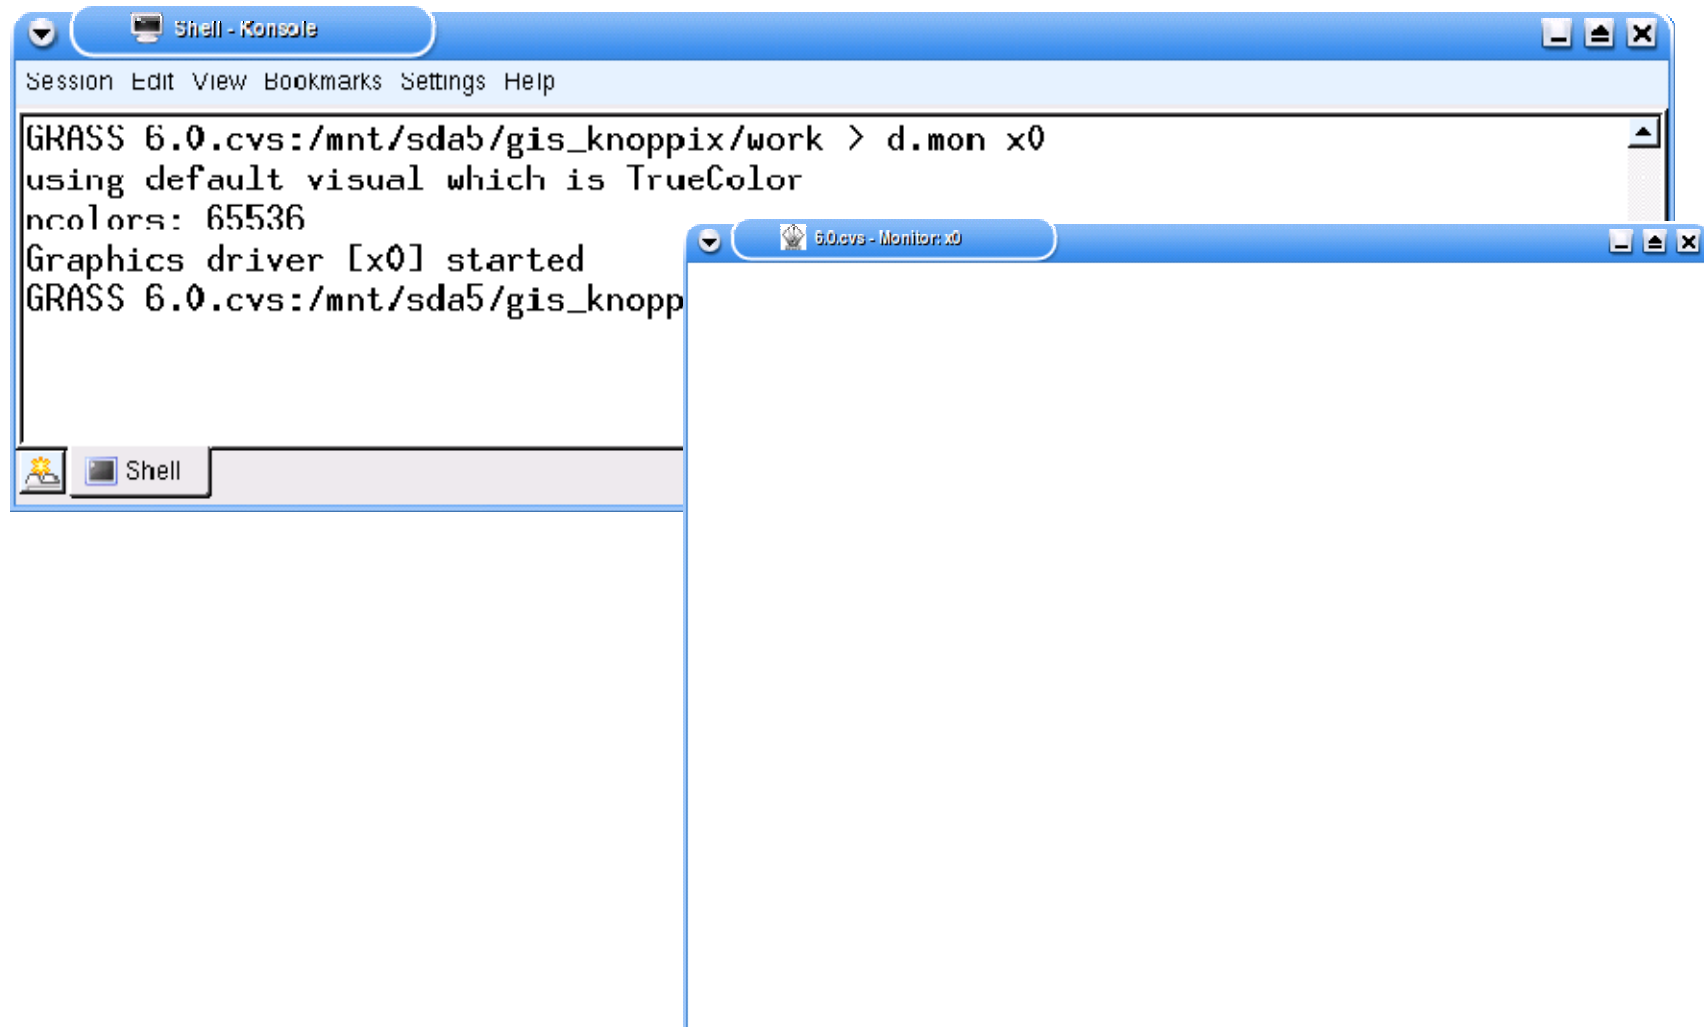 Shell - Konsole
Session Edit View Bookmarks Settings Help
GRASS 6.0.cvs:/mnt/sda5/gis_knoppix/work > d.mon x0
using default visual which is TrueColor
ncolors: 65536
Graphics driver [x0] started
GRASS 6.0.cvs:/mnt/sda5/gis_knopp
Shell
6.0.cvs - Monitor: x0